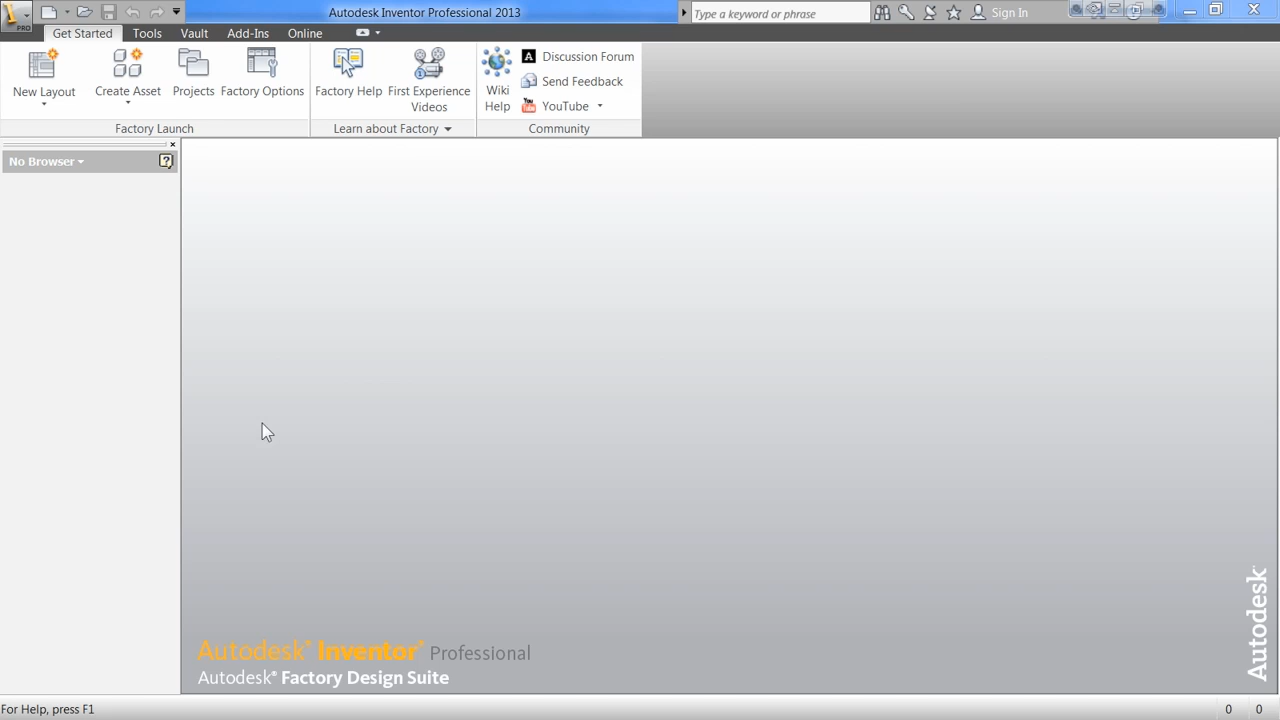 Autodesk Inventor Professional 2013
Type a keyword or phrase
Sign In
PRO
Get Started Tools Vault Add-Ins Online
New Layout
Create Asset
Projects
Factory Options
Factory Launch
Factory Help
First Experience
Videos
Learn about Factory
Wiki
Help
Discussion Forum
Send Feedback
You Tube
YouTube
Community
No Browser
Autodesk® Inventor® Professional
Autodesk® Factory Design Suite
Autodesk
For Help, press F1
0 0